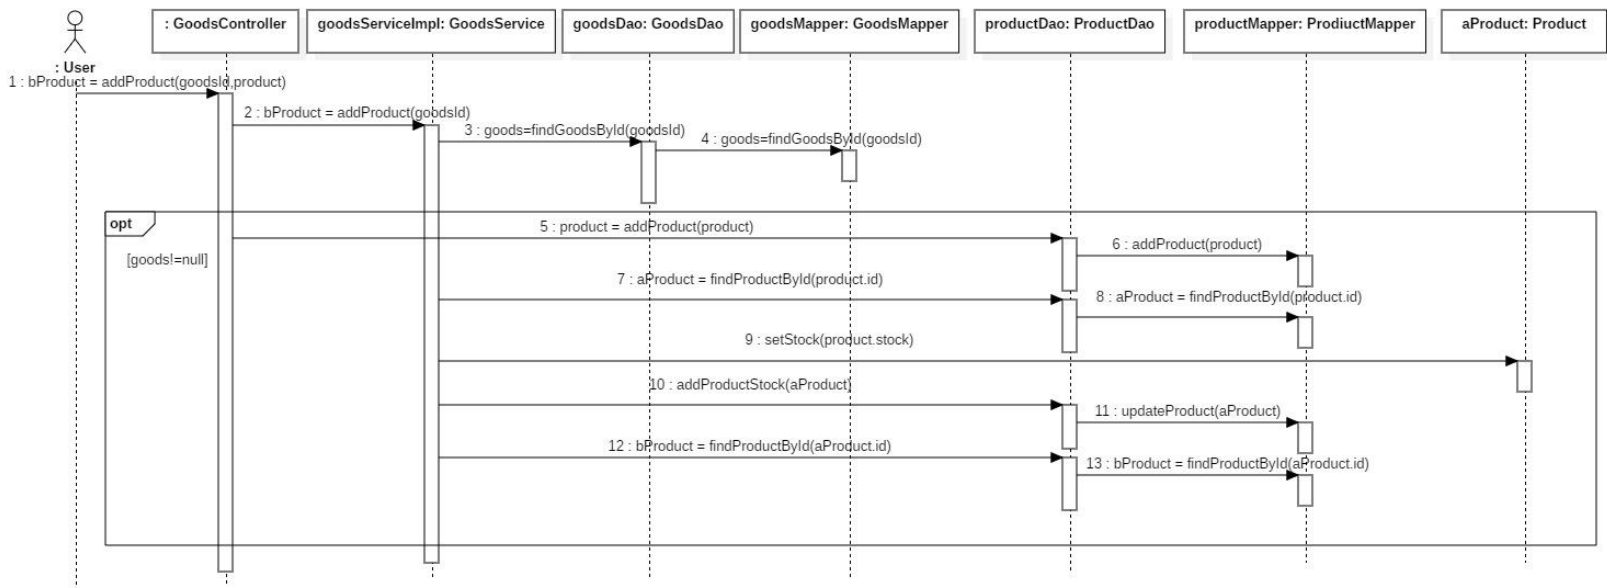 : GoodsController
goodsServiceImpl: GoodsService
goodsDao: GoodsDao
goodsMapper: GoodsMapper
productDao: ProductDao
productMapper: ProdiuctMapper
aProduct: Product
: User
1 : bProduct = addProduct(goodsId,product)
2 : bProduct = addProduct(goodsId)
3 : goods=findGoodsById(goodsId)
4 : goods=findGoodsById(goodsId)
opt
[goods!=null]
5 : product = addProduct(product)
6 : addProduct(product)
7 : aProduct = findProductById(product.id)
8 : aProduct = findProductById(product.id)
9 : setStock(product.stock)
10 : addProductStock(aProduct)
11 : updateProduct(aProduct)
12 : bProduct = findProductById(aProduct.id)
13 : bProduct = findProductById(aProduct.id)